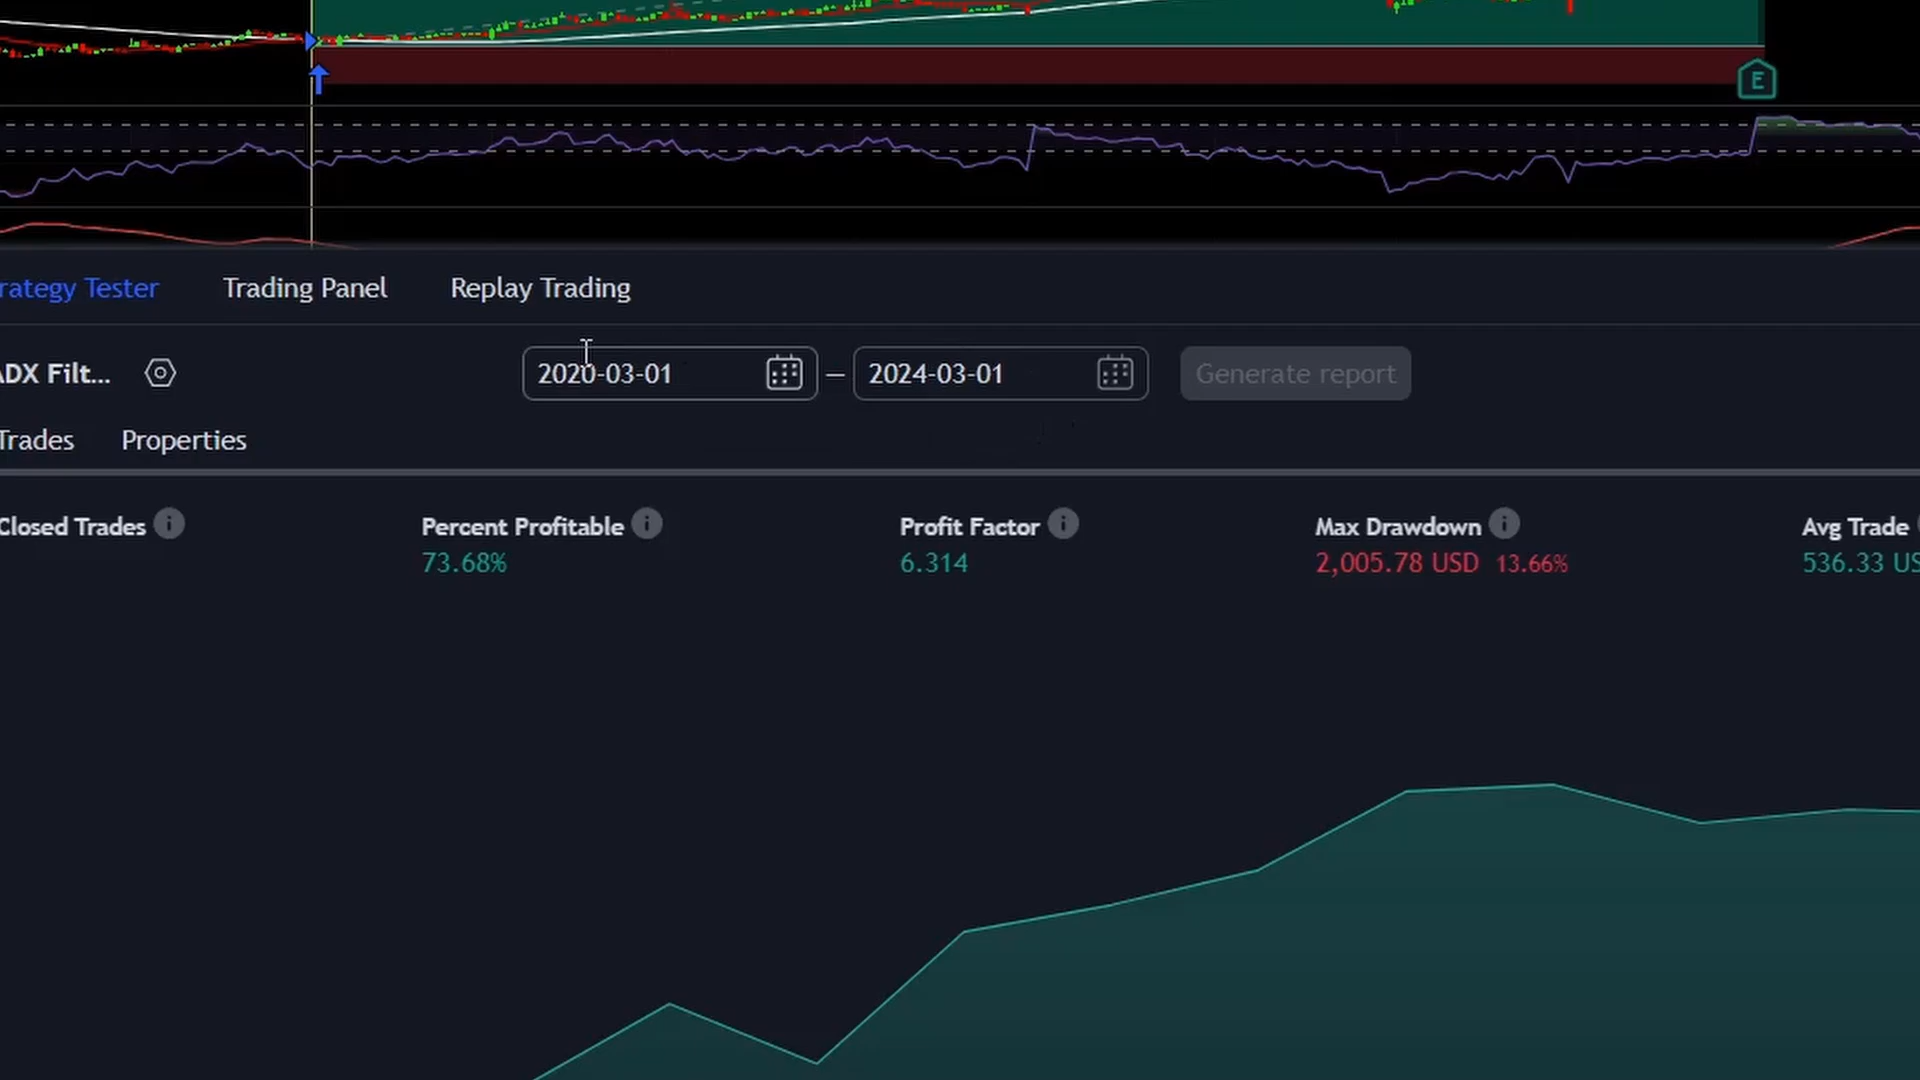 E
rategy Tester Trading Panel Replay Trading
ADX Filt... 2020-03-01 — 2024-03-01 Generate report
Trades Properties
Closed Trades Percent Profitable Profit Factor Max Drawdown Avg Trade
73.68% 6.314 2,005.78 USD 13.66% 536.33 US